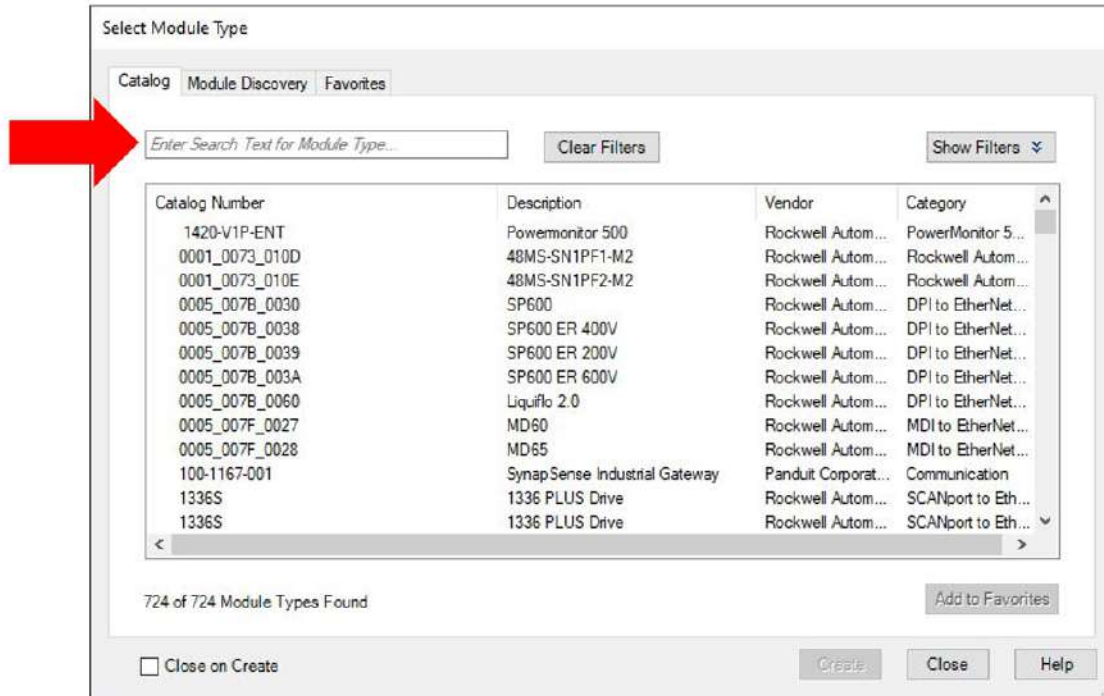 Select Module Type
Catalog Module Discovery Favorites
Enter Search Text for Module Type... Clear Filters Show Filters
Catalog Number Description Vendor Category
1420-V1P-ENT Powermonitor 500 Rockwell Autom... PowerMonitor 5...
0001_0073_010D 48MS-SN1PF1-M2 Rockwell Autom... Rockwell Autom...
0001_0073_010E 48MS-SN1PF2-M2 Rockwell Autom... Rockwell Autom...
0005_007B_0030 SP600 Rockwell Autom... DPI to EtherNet...
0005_007B_0038 SP600 ER 400V Rockwell Autom... DPI to EtherNet...
0005_007B_0039 SP600 ER 200V Rockwell Autom... DPI to EtherNet...
0005_007B_003A SP600 ER 600V Rockwell Autom... DPI to EtherNet...
0005_007B_0060 Liquiflo 2.0 Rockwell Autom... DPI to EtherNet...
0005_007F_0027 MD60 Rockwell Autom... MDI to EtherNet...
0005_007F_0028 MD65 Rockwell Autom... MDI to EtherNet...
100-1167-001 SynapSense Industrial Gateway Panduit Corporat... Communication
1336S 1336 PLUS Drive Rockwell Autom... SCANport to Eth...
1336S 1336 PLUS Drive Rockwell Autom... SCANport to Eth...
724 of 724 Module Types Found Add to Favorites
Close on Create Create Close Help